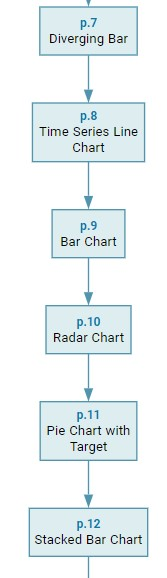 p.7
Diverging Bar
p.8
Time Series Line
Chart
p.9
Bar Chart
p.10
Radar Chart
p.11
Pie Chart with
Target
p.12
Stacked Bar Chart